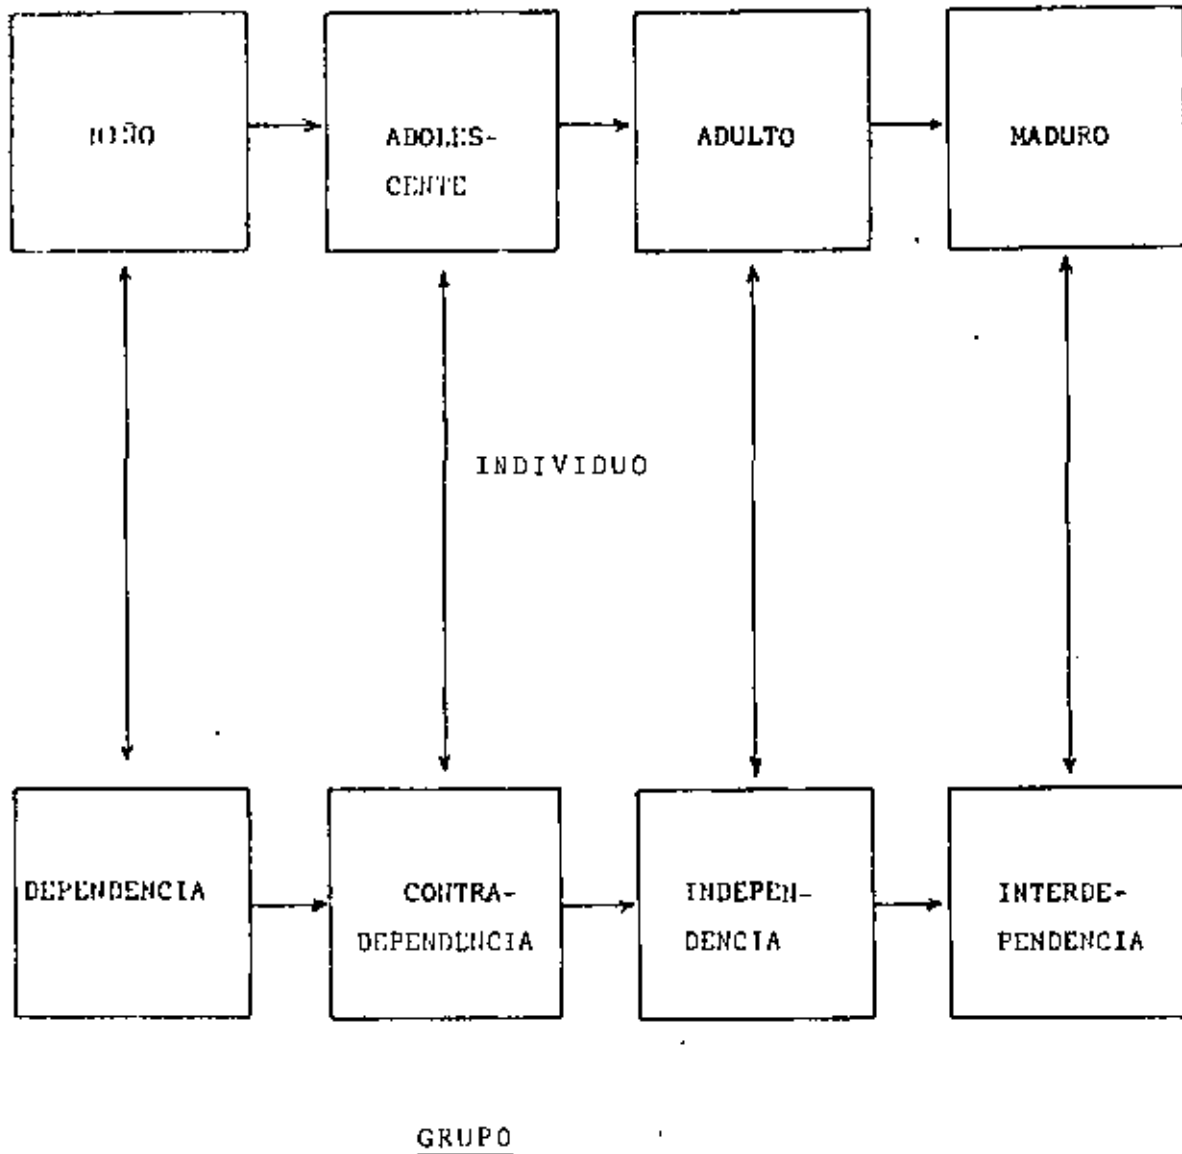 NIÑO
ADOLES-
CENTE
ADULTO
MADURO
INDIVIDUO
DEPENDENCIA
CONTRA-
DEPENDENCIA
INDEPEN-
DENCIA
INTERDE-
PENDENCIA
GRUPO